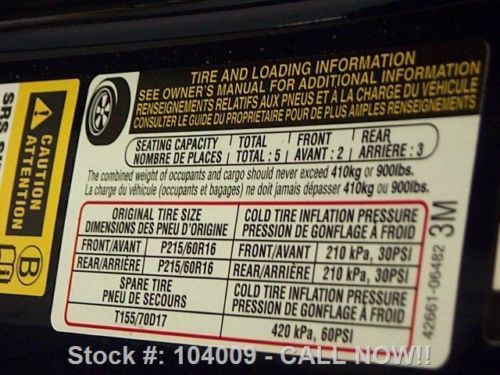 TIRE AND LOADING INFORMATION
SEE OWNER'S MANUAL FOR ADDITIONAL INFORMATION
RENSEIGNEMENTS RELATIFS AUX PNEUS ET À LA CHARGE DU VÉHICULE
CONSULTER LE GUIDE DU PROPRIÉTAIRE POUR DE PLUS AMPLES RENSEIGNEMENTS
SEATING CAPACITY TOTAL FRONT REAR
NOMBRE DE PLACES TOTAL : 5 AVANT : 2 ARRIÈRE : 3
The combined weight of occupants and cargo should never exceed 410kg or 900lbs.
La charge du véhicule (occupants et bagages) ne doit jamais dépasser 410kg ou 900lbs.
ORIGINAL TIRE SIZE COLD TIRE INFLATION PRESSURE
DIMENSIONS DES PNEU D'ORIGINE PRESSION DE GONFLAGE À FROID
FRONT/AVANT P215/60R16 FRONT/AVANT 210 kPa, 30PSI
REAR/ARRIÈRE P215/60R16 REAR/ARRIÈRE 210 kPa, 30PSI
SPARE TIRE COLD TIRE INFLATION PRESSURE
PNEU DE SECOURS PRESSION DE GONFLAGE À FROID
T155/70D17 420 kPa, 60PSI
42661-06482 3M
CAUTION
ATTENTION
SRS
B
Stock #: 104009 - CALL NOW!!